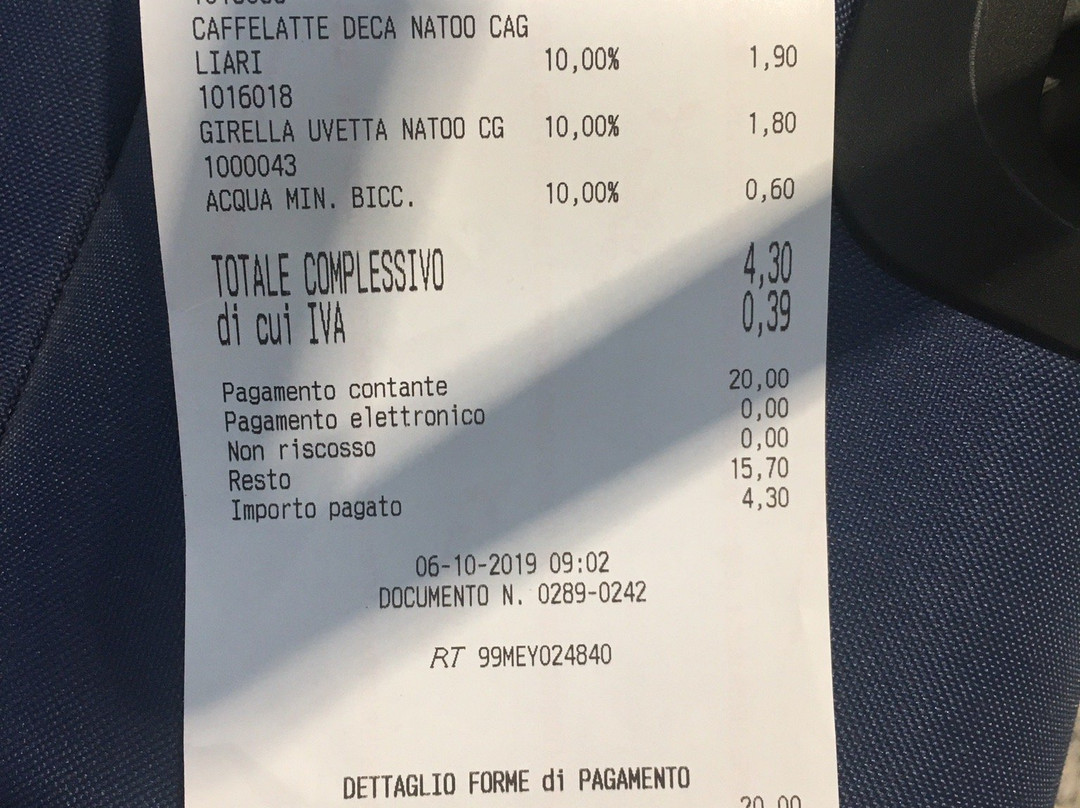 CAFFELATTE DECA NATOO CAG
LIARI 10,00% 1,90
1016018
GIRELLA UVETTA NATOO CG 10,00% 1,80
1000043
ACQUA MIN. BICC. 10,00% 0,60
TOTALE COMPLESSIVO 4,30
di cui IVA 0,39
Pagamento contante 20,00
Pagamento elettronico 0,00
Non riscosso 0,00
Resto 15,70
Importo pagato 4,30
06-10-2019 09:02
DOCUMENTO N. 0289-0242
RT 99MEY024840
DETTAGLIO FORME di PAGAMENTO
20,00